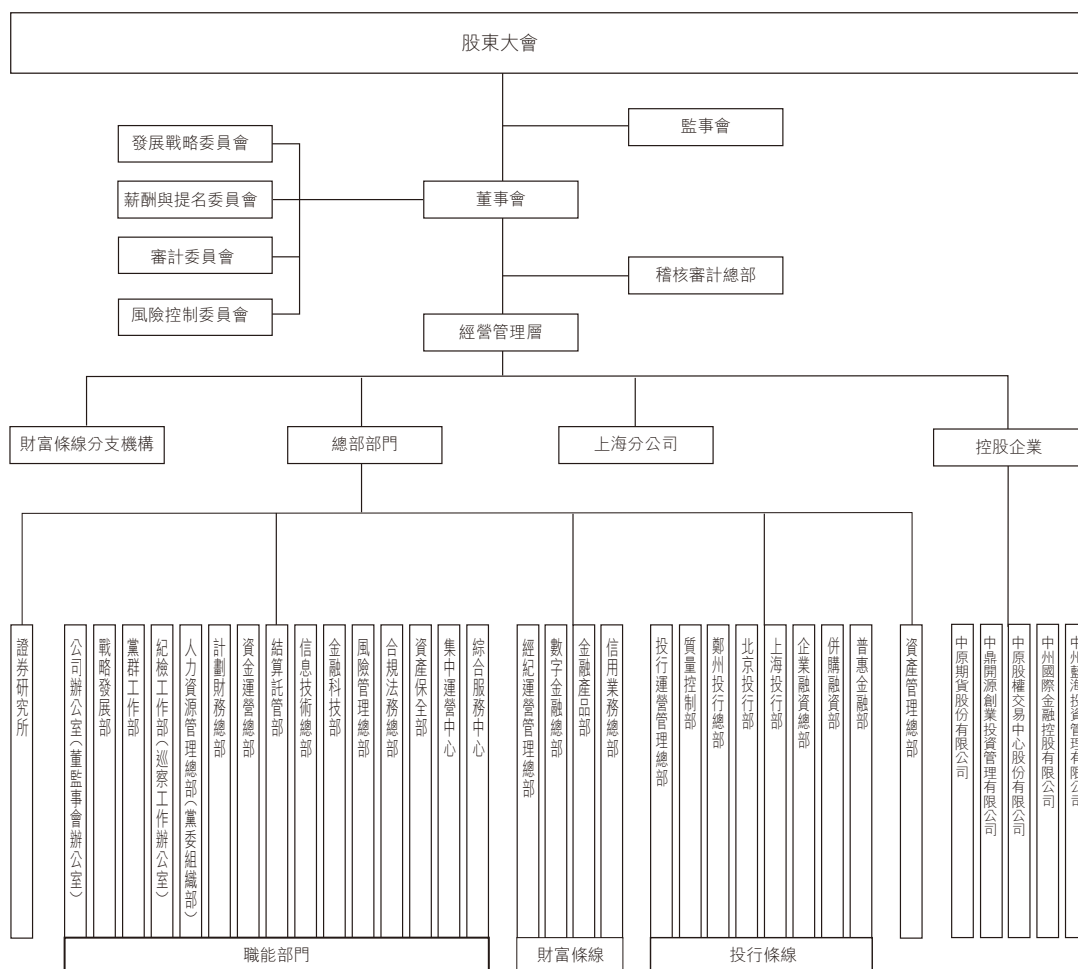 股東大會
監事會
發展戰略委員會
薪酬與提名委員會
董事會
審計委員會
稽核審計總部
風險控制委員會
經營管理層
財富條線分支機構
總部部門
上海分公司
控股企業
證券研究所
公司辦公室(董監事會辦公室)
戰略發展部
黨群工作部
紀檢工作部(巡察工作辦公室)
人力資源管理總部(黨委組織部)
計劃財務總部
資金運營總部
結算託管部
信息技術總部
金融科技部
風險管理總部
合規法務總部
資產保全部
集中運營中心
綜合服務中心
經紀運營管理總部
數字金融總部
金融產品部
信用業務總部
投行運營管理總部
質量控制部
鄭州投行總部
北京投行部
上海投行部
企業融資總部
併購融資部
普惠金融部
資產管理總部
中原期貨股份有限公司
中鼎開源創業投資管理有限公司
中原股權交易中心股份有限公司
中州國際金融控股有限公司
中州藍海投資管理有限公司
職能部門
財富條線
投行條線